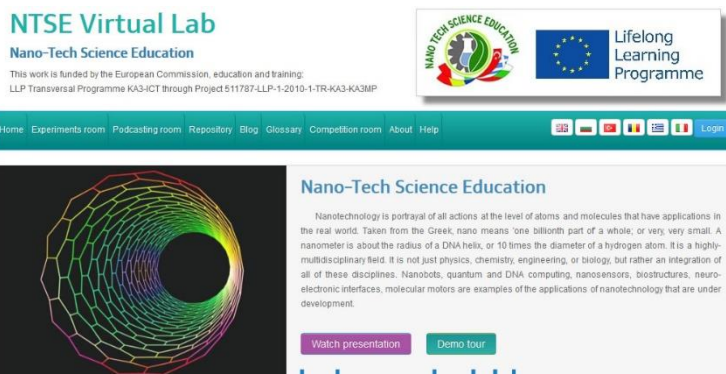 NTSE Virtual Lab
Nano-Tech Science Education
This work is funded by the European Commission, education and training:
LLP Transversal Programme KA3-ICT through Project 511787-LLP-1-2010-1-TR-KA3-KA3MP
NANO TECH SCIENCE EDUCATION
Lifelong
Learning
Programme
Home Experiments room Podcasting room Repository Blog Glossary Competition room About Help Login
Nano-Tech Science Education
Nanotechnology is portrayal of all actions at the level of atoms and molecules that have applications in
the real world. Taken from the Greek, nano means 'one billionth part of a whole; or very, very small. A
nanometer is about the radius of a DNA helix, or 10 times the diameter of a hydrogen atom. It is a highly-
multidisciplinary field. It is not just physics, chemistry, engineering, or biology, but rather an integration of
all of these disciplines. Nanobots, quantum and DNA computing, nanosensors, biostructures, neuro-
electronic interfaces, molecular motors are examples of the applications of nanotechnology that are under
development.
Watch presentation Demo tour